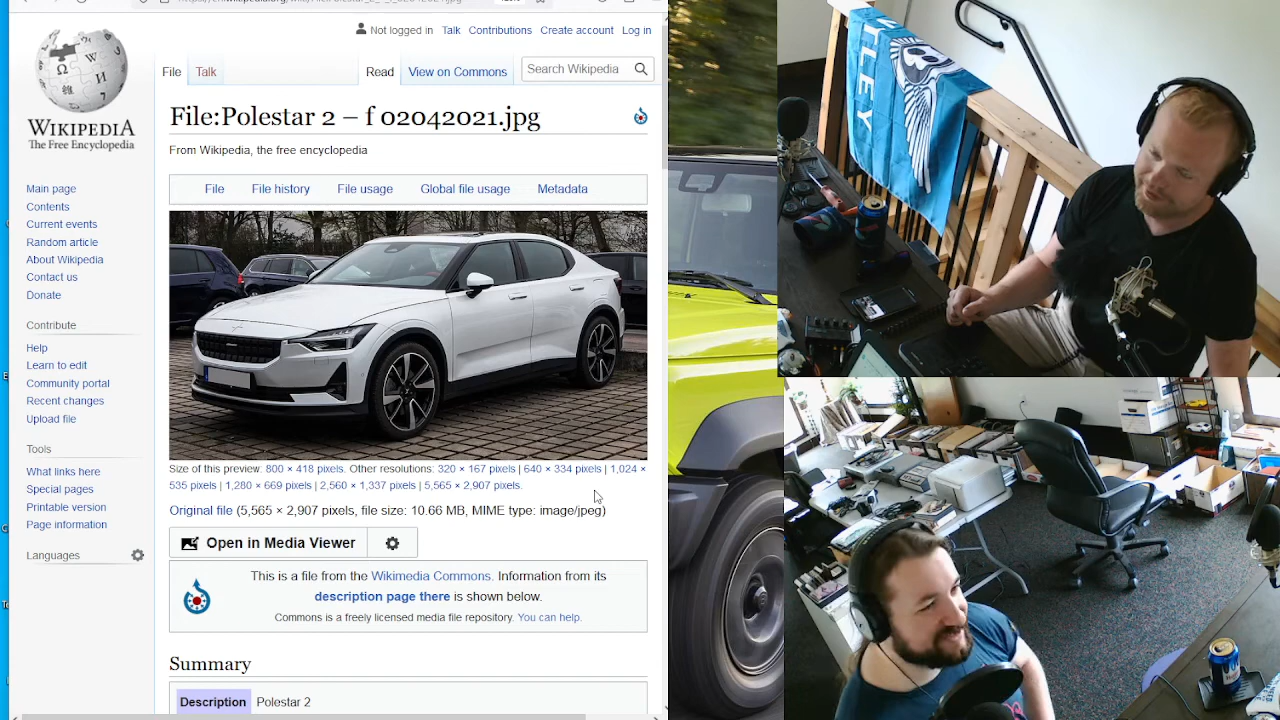 Not logged in Talk Contributions Create account Log in
File Talk Read View on Commons Search Wikipedia
WIKIPEDIA
The Free Encyclopedia
File:Polestar 2 – f 02042021.jpg
From Wikipedia, the free encyclopedia
File File history File usage Global file usage Metadata
Main page
Contents
Current events
Random article
About Wikipedia
Contact us
Donate
Contribute
Help
Learn to edit
Community portal
Recent changes
Upload file
Tools
What links here
Special pages
Printable version
Page information
Languages
Size of this preview: 800 × 418 pixels. Other resolutions: 320 × 167 pixels | 640 × 334 pixels | 1,024 ×
535 pixels | 1,280 × 669 pixels | 2,560 × 1,337 pixels | 5,565 × 2,907 pixels.
Original file (5,565 × 2,907 pixels, file size: 10.66 MB, MIME type: image/jpeg)
Open in Media Viewer
This is a file from the Wikimedia Commons. Information from its
description page there is shown below.
Commons is a freely licensed media file repository. You can help.
Summary
Description Polestar 2
TLEY